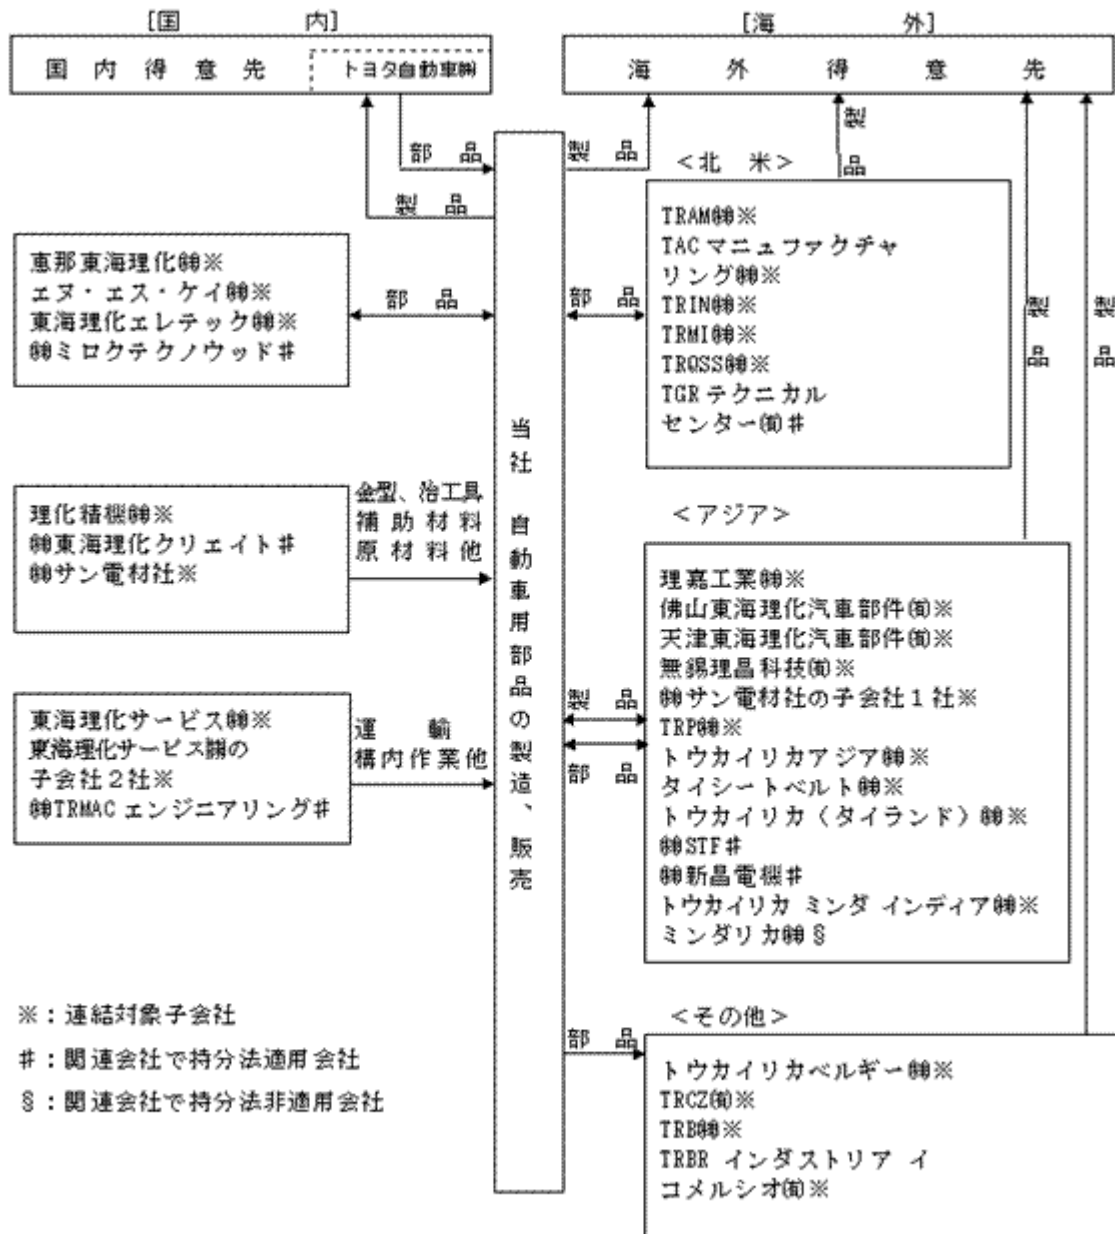 [国 内]
国内得意先
トヨタ自動車㈱
部 品
製 品
恵那東海理化㈱※
エヌ・エス・ケイ㈱※
東海理化エレテック㈱※
㈱ミロクテクノウッド＃
部 品
理化精機㈱※
㈱東海理化クリエイト＃
㈱サン電材社※
金型、治工具
補助材料
原材料他
東海理化サービス㈱※
東海理化サービス㈱の
子会社２社※
㈱TRMACエンジニアリング＃
運 輸
構内作業他
※：連結対象子会社
＃：関連会社で持分法適用会社
§：関連会社で持分法非適用会社
当社 自動車用部品の製造、販売
[海 外]
海外得意先
製 品
製品
製品
製品
＜北 米＞
TRAM㈱※
TACマニュファクチャ
リング㈱※
TRIN㈱※
TRMI㈱※
TRQSS㈱※
TGRテクニカル
センター㈲＃
部 品
＜アジア＞
理嘉工業㈱※
佛山東海理化汽車部件㈲※
天津東海理化汽車部件㈲※
無錫理昌科技㈲※
㈱サン電材社の子会社１社※
TRP㈱※
トウカイリカアジア㈱※
タイシートベルト㈱※
トウカイリカ（タイランド）㈱※
㈱STF＃
㈱新昌電機＃
トウカイリカ ミンダ インディア㈱※
ミンダリカ㈱§
製 品
部 品
＜その他＞
トウカイリカベルギー㈱※
TRCZ㈲※
TRB㈱※
TRBR インダストリア イ
コメルシオ㈲※
部 品